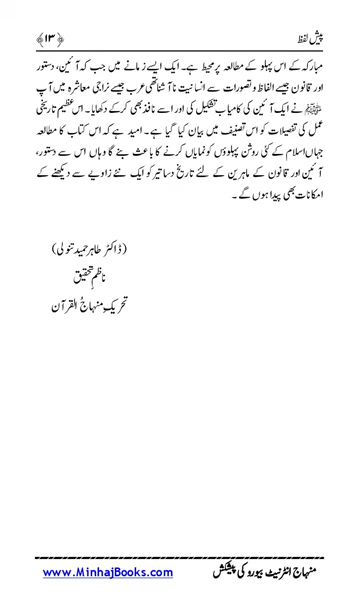 پیش لفظ ﴿۱۳﴾
مبارکہ کے اس پہلو کے مطالعہ پر محیط ہے۔ ایک ایسے زمانے میں جب کہ آئین، دستور
اور قانون جیسے الفاظ و تصورات سے انسانیت نا آشنا تھی عرب جیسے نراجی معاشرہ میں آپ
ﷺ نے ایک آئین کی کامیاب تشکیل کی اور اسے نافذ بھی کرکے دکھایا۔ اس عظیم تاریخی
عمل کی تفصیلات کو اس تصنیف میں بیان کیا گیا ہے۔ امید ہے کہ اس کتاب کا مطالعہ
جہاں اسلام کے کئی روشن پہلوؤں کو نمایاں کرنے کا باعث بنے گا وہاں اس سے دستور،
آئین اور قانون کے ماہرین کے لئے تاریخ دساتیر کو ایک نئے زاویے سے دیکھنے کے
امکانات بھی پیدا ہوں گے۔
(ڈاکٹر طاہر حمید تنولی)
ناظمِ تحقیق
تحریکِ منہاجُ القرآن
منہاج انٹرنیٹ بیورو کی پیشکش www.MinhajBooks.com